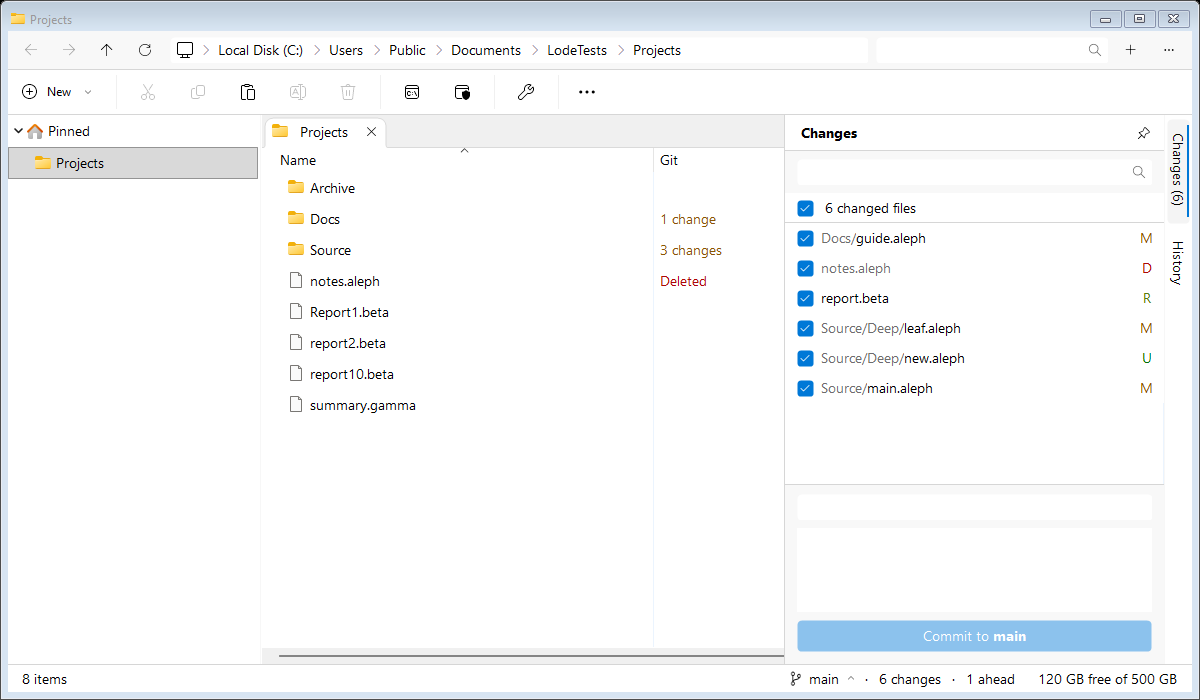 Projects
Local Disk (C:) Users Public Documents LodeTests Projects
New
Pinned
Projects
Projects
Name Git
Archive
Docs 1 change
Source 3 changes
notes.aleph Deleted
Report1.beta
report2.beta
report10.beta
summary.gamma
Changes
6 changed files
Docs/guide.aleph M
notes.aleph D
report.beta R
Source/Deep/leaf.aleph M
Source/Deep/new.aleph U
Source/main.aleph M
Commit to main
Changes (6)
History
8 items
main · 6 changes · 1 ahead 120 GB free of 500 GB